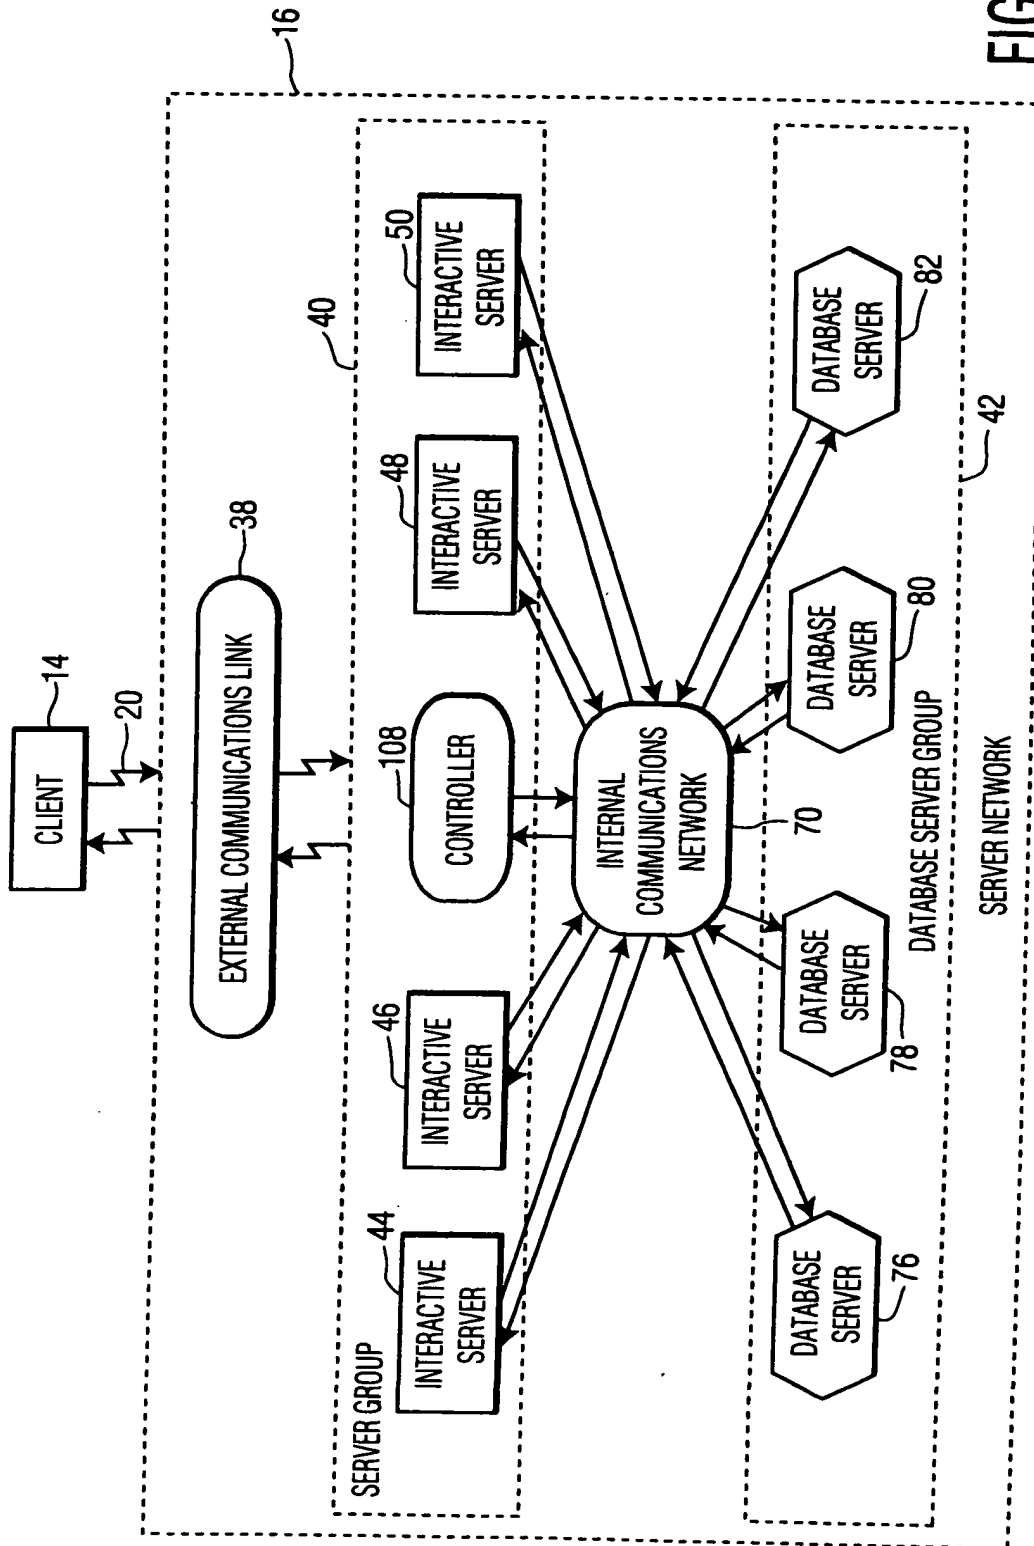 FIG
16
CLIENT
14
20
EXTERNAL COMMUNICATIONS LINK
38
40
SERVER GROUP
INTERACTIVE
SERVER
44
INTERACTIVE
SERVER
46
CONTROLLER
108
INTERACTIVE
SERVER
48
INTERACTIVE
SERVER
50
INTERNAL
COMMUNICATIONS
NETWORK
70
DATABASE
SERVER
76
DATABASE
SERVER
78
DATABASE
SERVER
80
DATABASE
SERVER
82
DATABASE SERVER GROUP
42
SERVER NETWORK